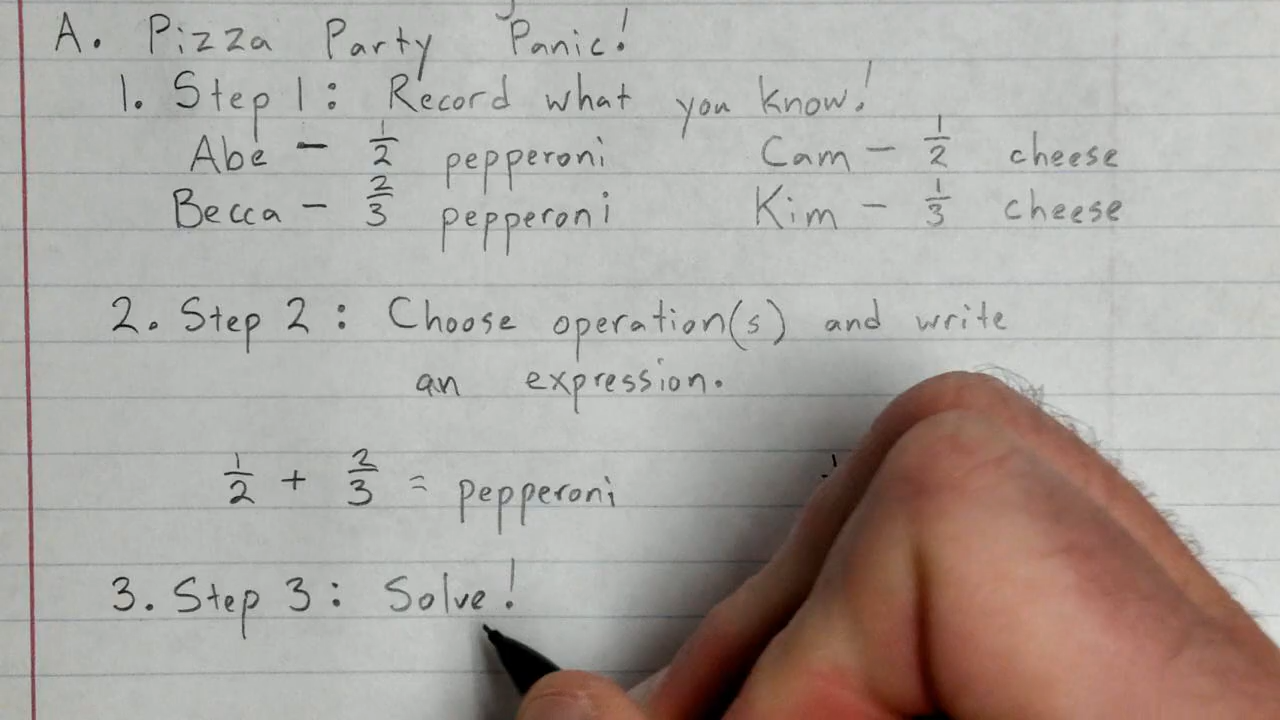 A. Pizza Party Panic!
1. Step 1: Record what you know!
Abe - 1/2 pepperoni Cam - 1/2 cheese
Becca - 2/3 pepperoni Kim - 1/3 cheese
2. Step 2: Choose operation(s) and write
an expression.
1/2 + 2/3 = pepperoni
3. Step 3: Solve!